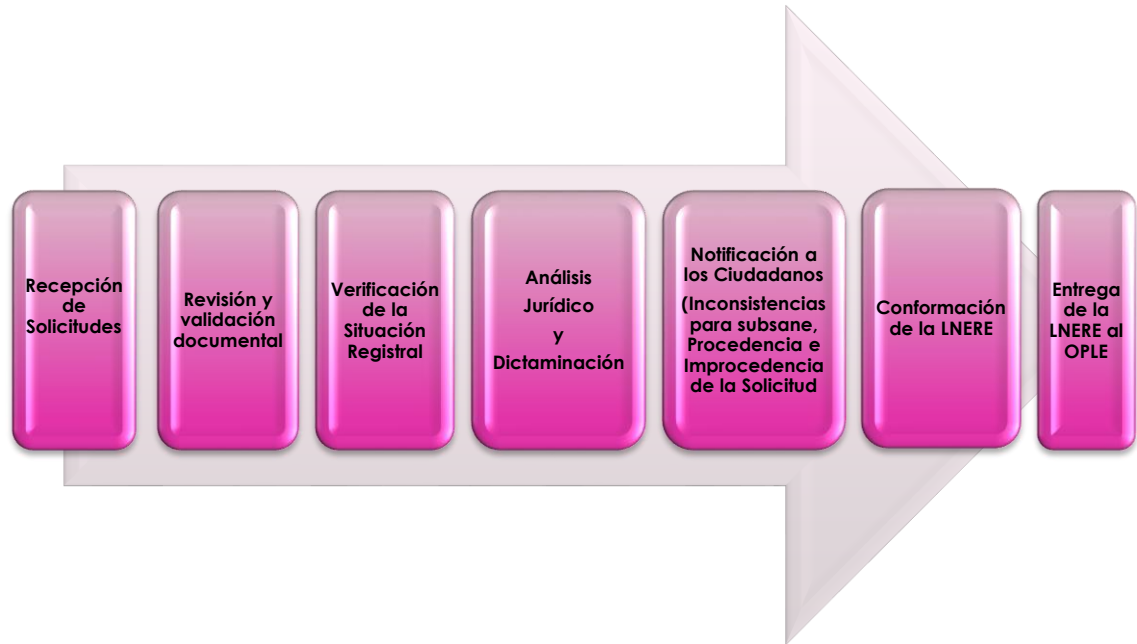 Recepción
de
Solicitudes
Revisión y
validación
documental
Verificación
de la
Situación
Registral
Análisis
Jurídico
y
Dictaminación
Notificación a
los Ciudadanos
(Inconsistencias
para subsane,
Procedencia e
Improcedencia
de la Solicitud
Conformación
de la LNERE
Entrega
de la
LNERE al
OPLE